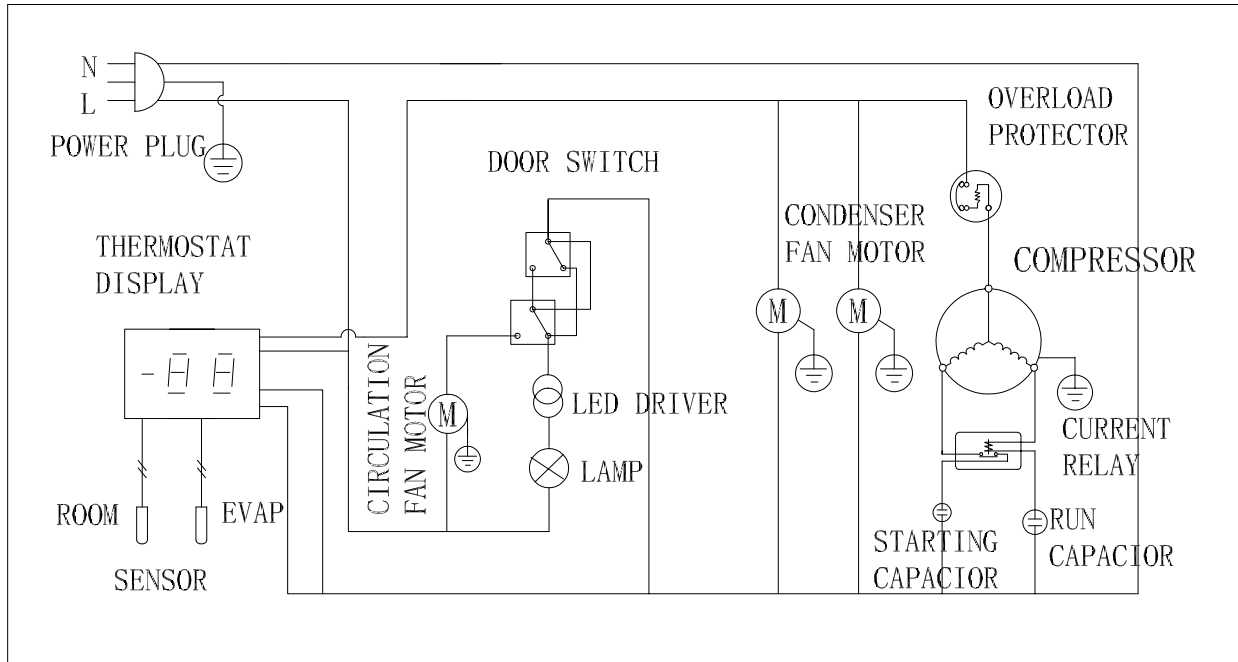 N
L
POWER PLUG
OVERLOAD
PROTECTOR
DOOR SWITCH
CONDENSER
FAN MOTOR
THERMOSTAT
DISPLAY
COMPRESSOR
M
M
-88
CIRCULATION
FAN MOTOR
M
LED DRIVER
LAMP
CURRENT
RELAY
ROOM
EVAP
SENSOR
STARTING
CAPACIOR
RUN
CAPACIOR